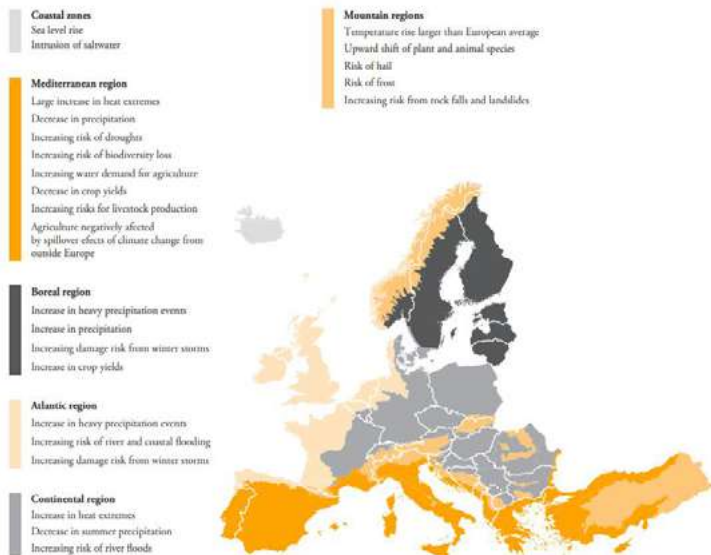 Coastal zones
Sea level rise
Intrusion of saltwater
Mediterranean region
Large increase in heat extremes
Decrease in precipitation
Increasing risk of droughts
Increasing risk of biodiversity loss
Increasing water demand for agriculture
Decrease in crop yields
Increasing risks for livestock production
Agriculture negatively affected
by spillover efects of climate change from
outside Europe
Boreal region
Increase in heavy precipitation events
Increase in precipitation
Increasing damage risk from winter storms
Increase in crop yields
Atlantic region
Increase in heavy precipitation events
Increasing risk of river and coastal flooding
Increasing damage risk from winter storms
Continental region
Increase in heat extremes
Decrease in summer precipitation
Increasing risk of river floods
Mountain regions
Temperature rise larger than European average
Upward shift of plant and animal species
Risk of hail
Risk of frost
Increasing risk from rock falls and landslides